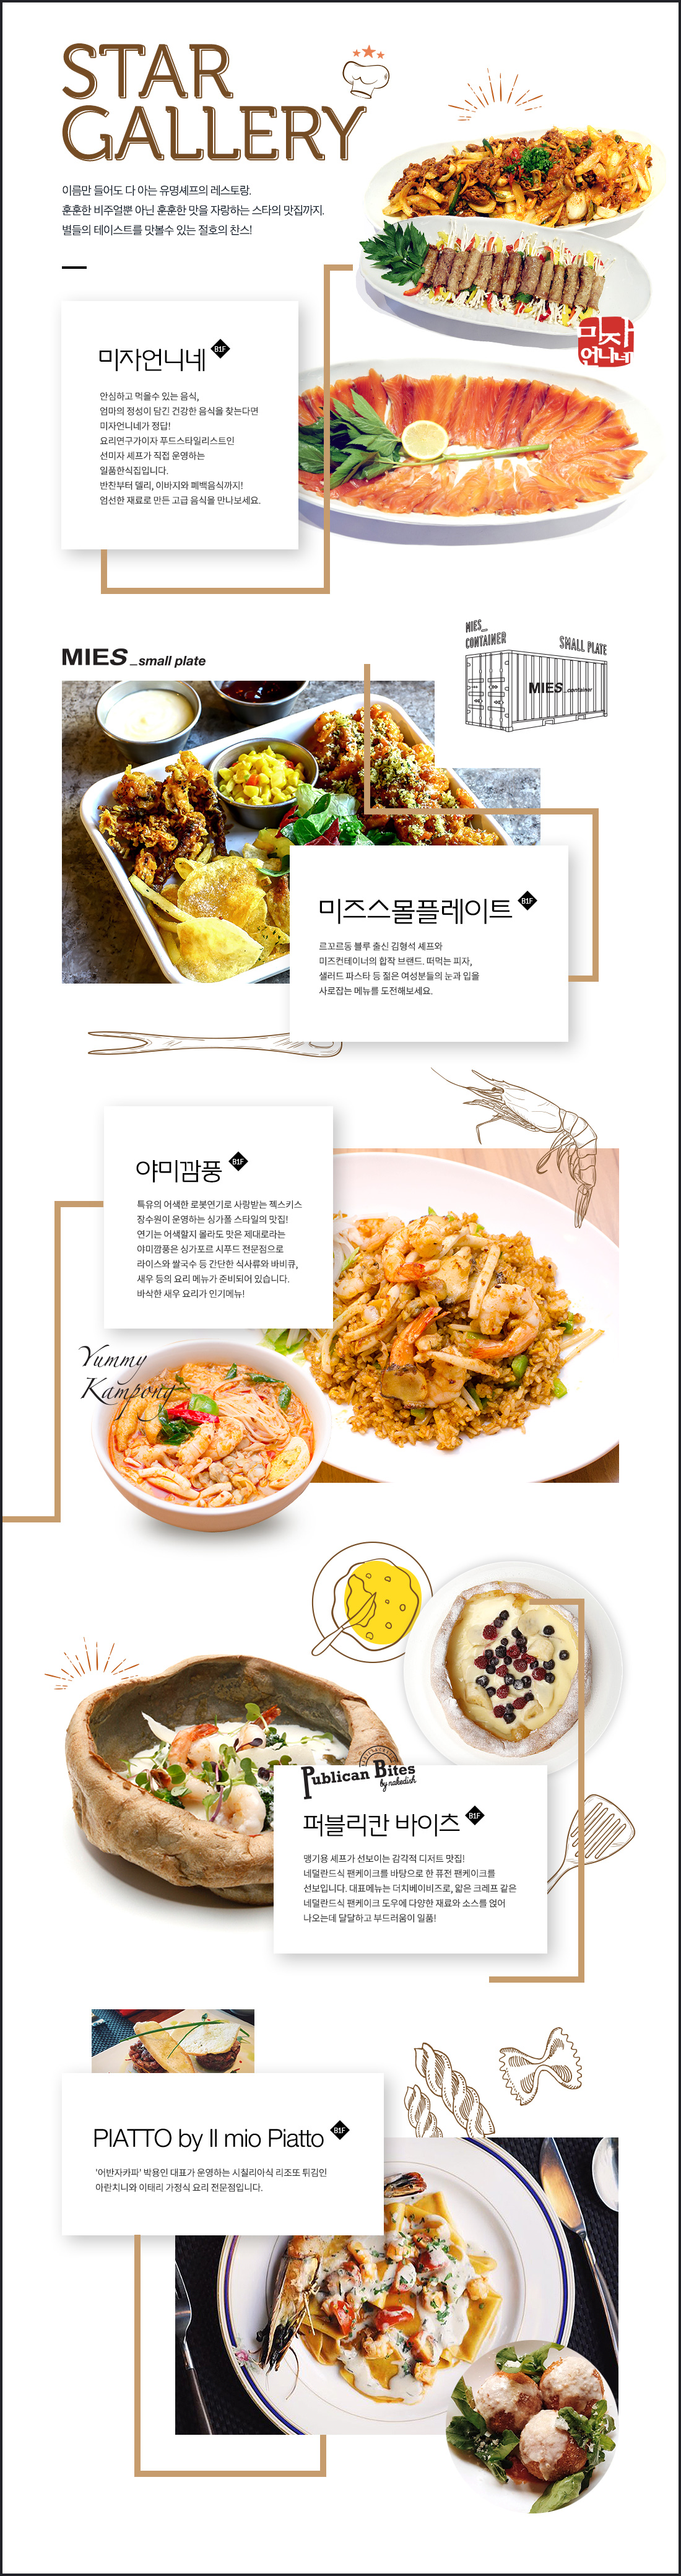 STAR
GALLERY
이름만 들어도 다 아는 유명셰프의 레스토랑.
훈훈한 비주얼뿐 아닌 훈훈한 맛을 자랑하는 스타의 맛집까지.
별들의 테이스트를 맛볼수 있는 절호의 찬스!
미자
언니네
미자언니네 B1F
안심하고 먹을수 있는 음식,
엄마의 정성이 담긴 건강한 음식을 찾는다면
미자언니네가 정답!
요리연구가이자 푸드스타일리스트인
선미자 셰프가 직접 운영하는
일품한식집입니다.
반찬부터 델리, 이바지와 폐백음식까지!
엄선한 재료로 만든 고급 음식을 만나보세요.
MIES_small plate
MIES_
CONTAINER
SMALL PLATE
MIES_container
미즈스몰플레이트 B1F
르꼬르동 블루 출신 김형석 셰프와
미즈컨테이너의 합작 브랜드. 떠먹는 피자,
샐러드 파스타 등 젊은 여성분들의 눈과 입을
사로잡는 메뉴를 도전해보세요.
야미깜풍 B1F
특유의 어색한 로봇연기로 사랑받는 젝스키스
장수원이 운영하는 싱가폴 스타일의 맛집!
연기는 어색할지 몰라도 맛은 제대로라는
야미깜풍은 싱가포르 시푸드 전문점으로
라이스와 쌀국수 등 간단한 식사류와 바비큐,
새우 등의 요리 메뉴가 준비되어 있습니다.
바삭한 새우 요리가 인기메뉴!
Yummy
Kampong
Publican Bites
by nakedish
퍼블리칸 바이츠 B1F
맹기용 셰프가 선보이는 감각적 디저트 맛집!
네덜란드식 팬케이크를 바탕으로 한 퓨전 팬케이크를
선보입니다. 대표메뉴는 더치베이비즈로, 얇은 크레프 같은
네덜란드식 팬케이크 도우에 다양한 재료와 소스를 얹어
나오는데 달달하고 부드러움이 일품!
PIATTO by Il mio Piatto B1F
'어반자카파' 박용인 대표가 운영하는 시칠리아식 리조또 튀김인
아란치니와 이태리 가정식 요리 전문점입니다.